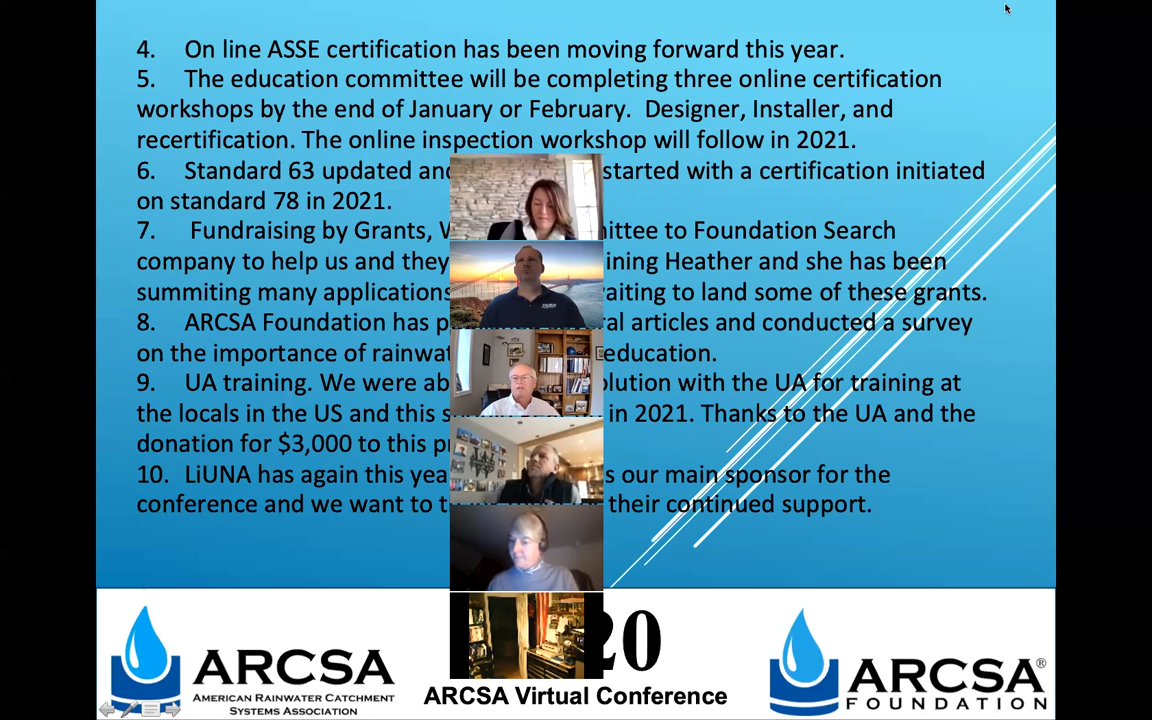 4. On line ASSE certification has been moving forward this year.
5. The education committee will be completing three online certification
workshops by the end of January or February. Designer, Installer, and
recertification. The online inspection workshop will follow in 2021.
6. Standard 63 updated and started with a certification initiated
on standard 78 in 2021.
7. Fundraising by Grants, to Foundation Search
company to help us and they Heather and she has been
summiting many applications to land some of these grants.
8. ARCSA Foundation has articles and conducted a survey
on the importance of education.
9. UA training. We were with the UA for training at
the locals in the US and this in 2021. Thanks to the UA and the
donation for $3,000 to this
10. LiUNA has again this our main sponsor for the
conference and we want to their continued support.
20
ARCSA Virtual Conference
ARCSA
AMERICAN RAINWATER CATCHMENT
SYSTEMS ASSOCIATION
ARCSA®
FOUNDATION